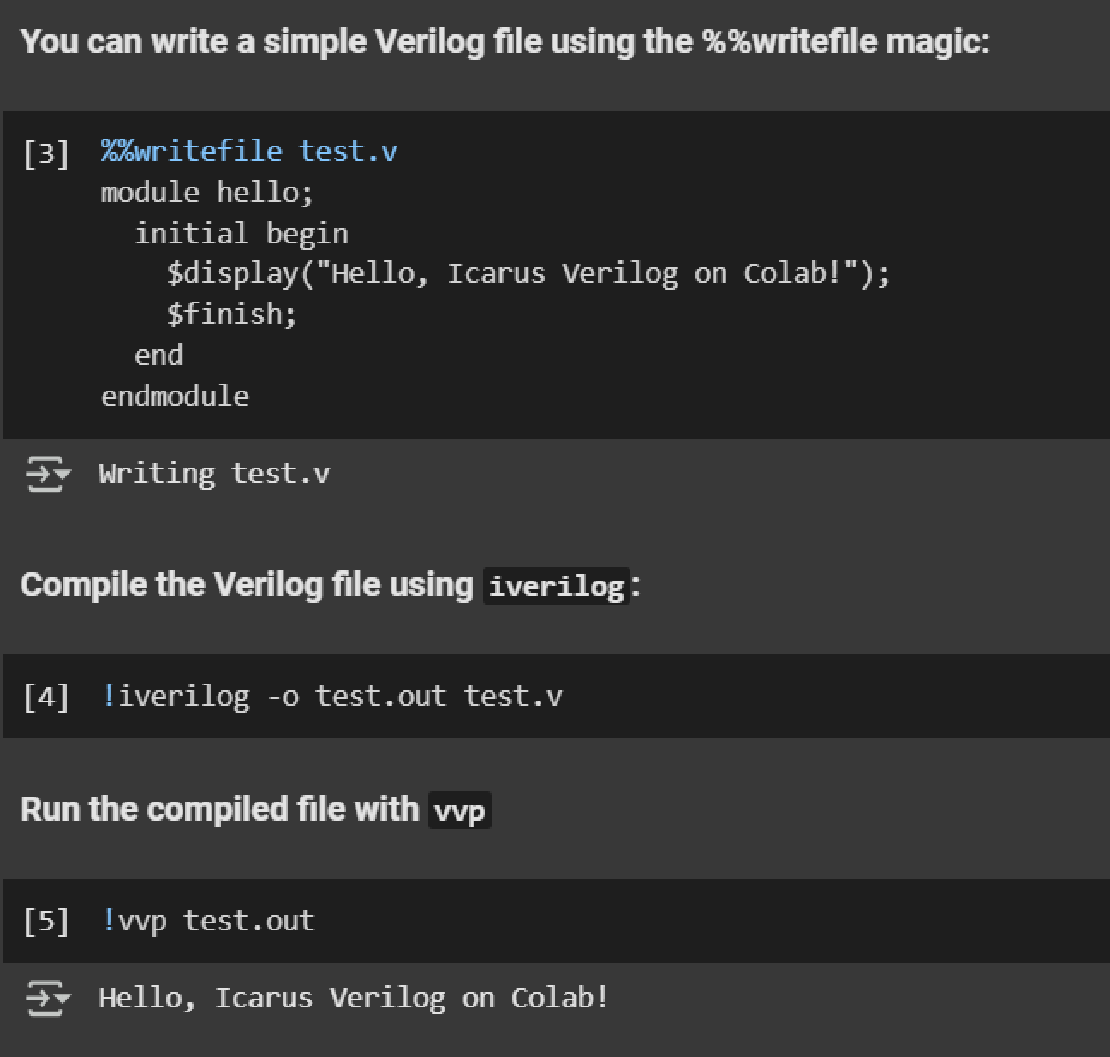 You can write a simple Verilog file using the %%writefile magic:
[3] %%writefile test.v
module hello;
  initial begin
    $display("Hello, Icarus Verilog on Colab!");
    $finish;
  end
endmodule
Writing test.v
Compile the Verilog file using iverilog:
[4] !iverilog -o test.out test.v
Run the compiled file with vvp
[5] !vvp test.out
Hello, Icarus Verilog on Colab!